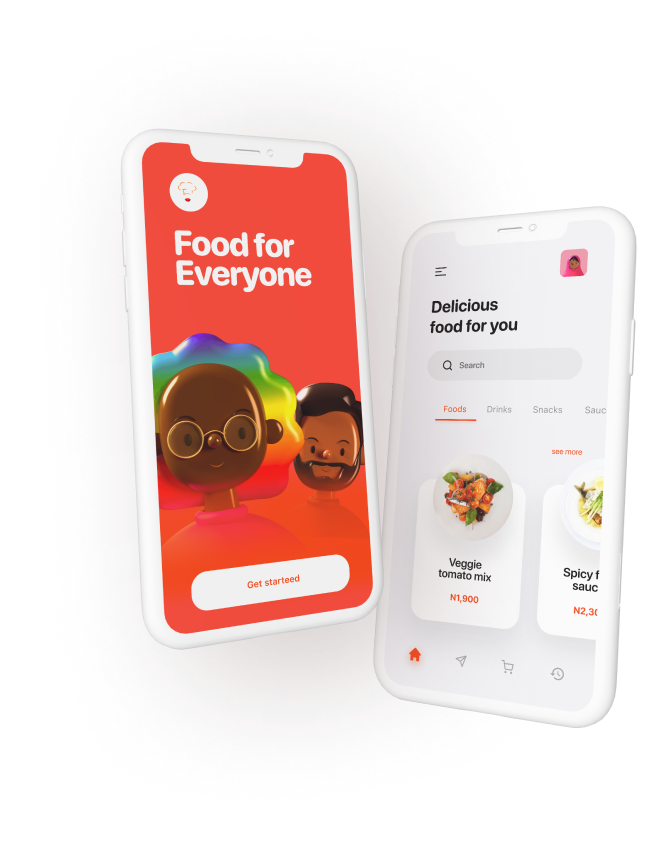 Food for
Everyone
Get starteed
Delicious
food for you
Search
Foods
Drinks
Snacks
Sauc
see more
Veggie
tomato mix
N1,900
Spicy f
sauc
N2,30